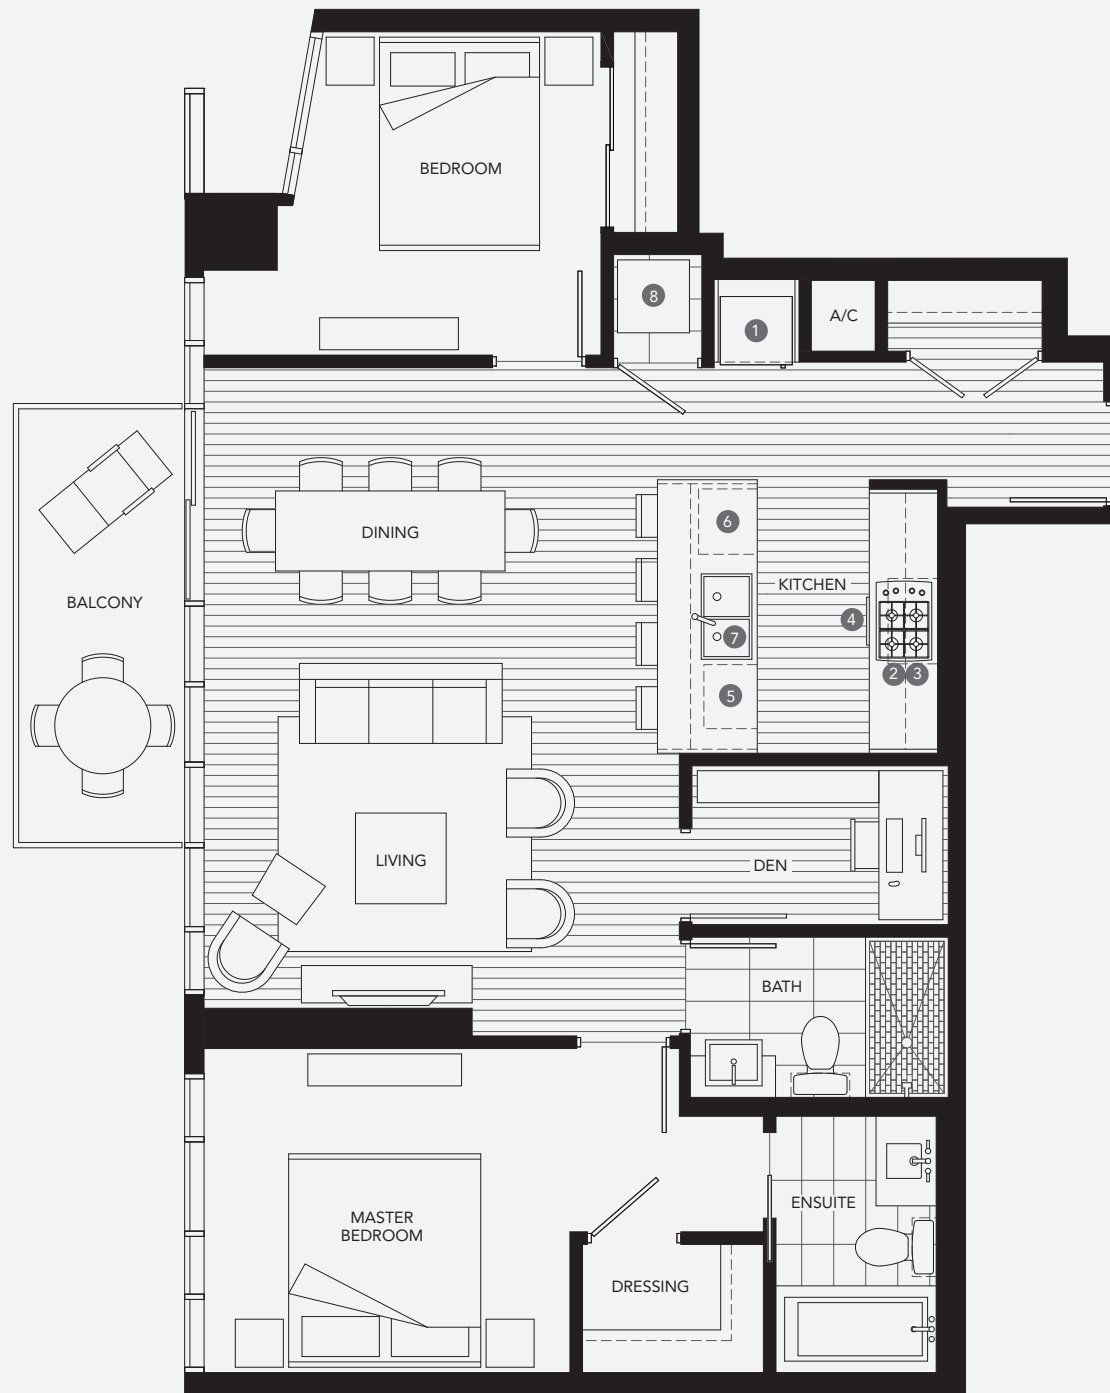 BEDROOM
8
1
A/C
DINING
6
KITCHEN
BALCONY
4
7
2 3
5
LIVING
DEN
BATH
ENSUITE
MASTER
BEDROOM
DRESSING